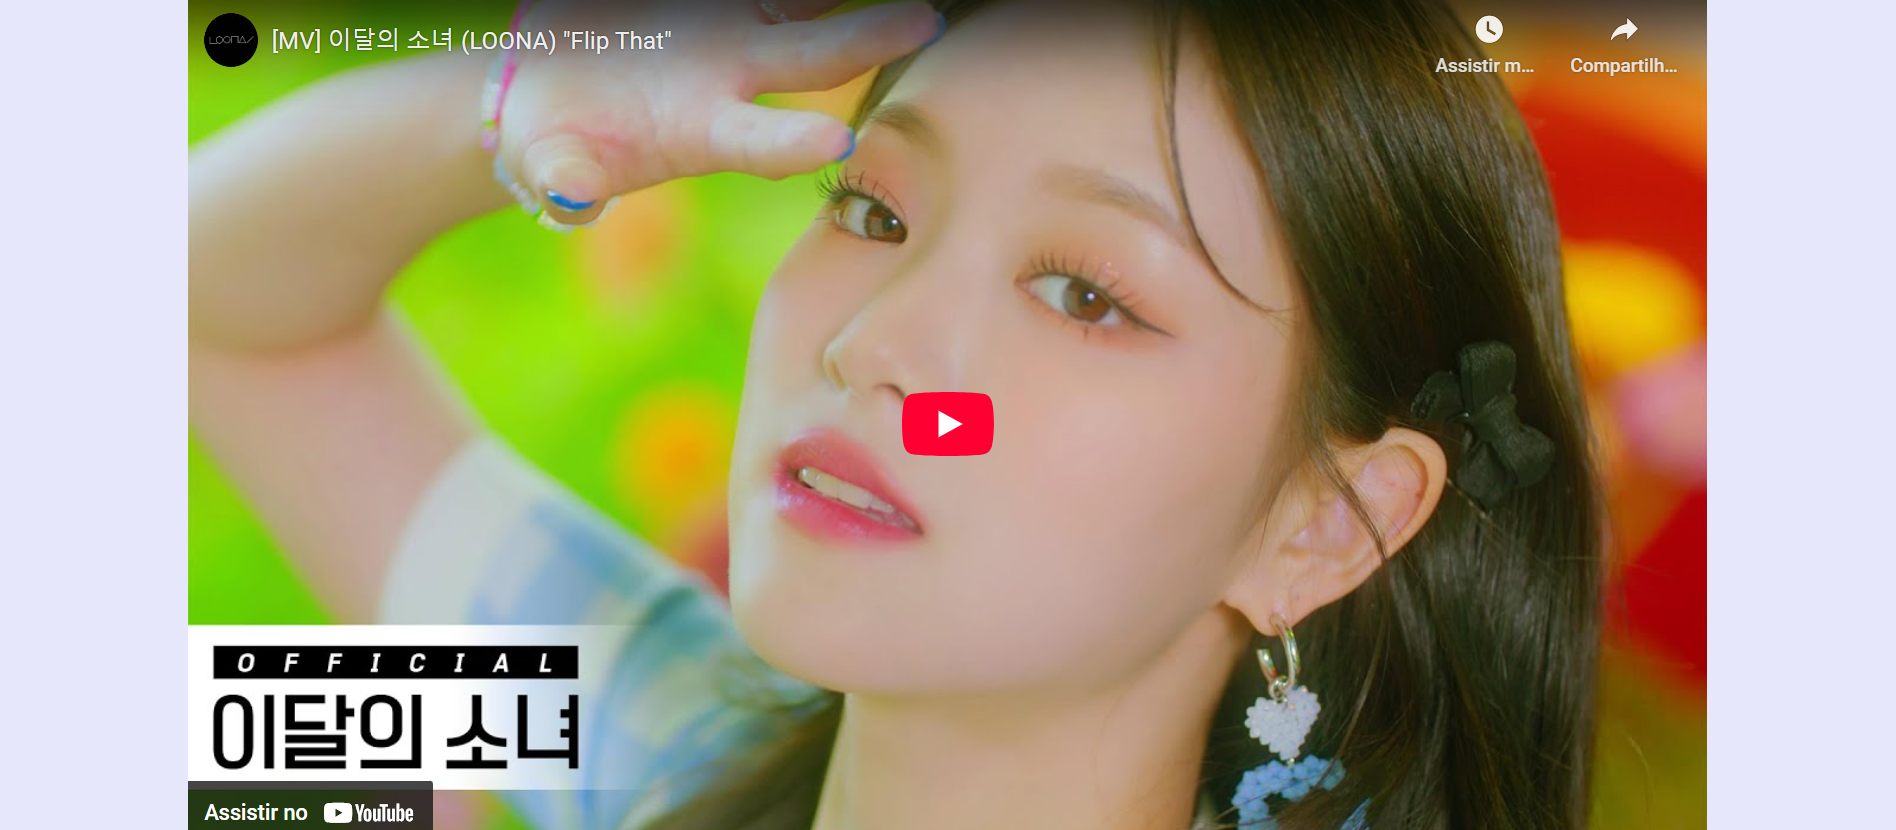 LOONA
[MV] 이달의 소녀 (LOONA) "Flip That"
Assistir m...
Compartilh...
OFFICIAL
이달의 소녀
Assistir no YouTube